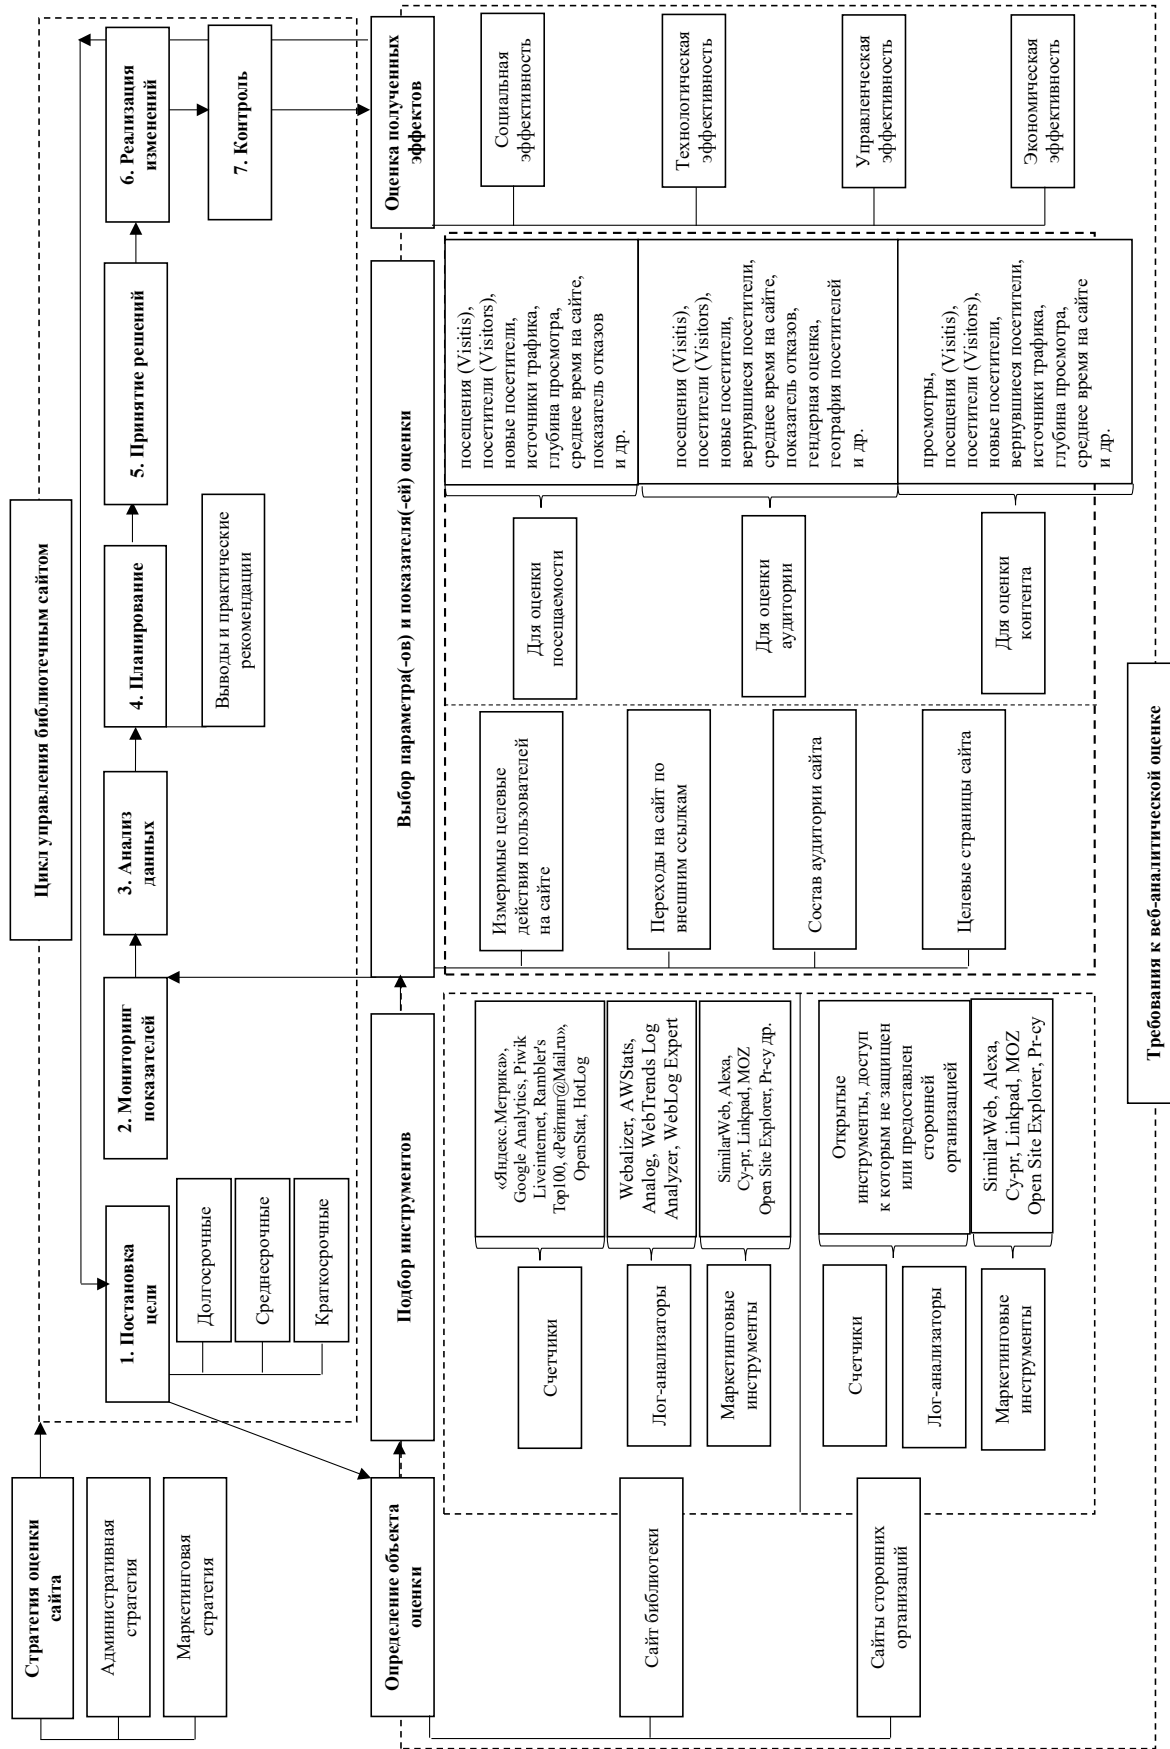 Стратегия оценки
сайта
Административная
стратегия
Маркетинговая
стратегия
Цикл управления библиотечным сайтом
1. Постановка
цели
Долгосрочные
Среднесрочные
Краткосрочные
2. Мониторинг
показателей
3. Анализ
данных
4. Планирование
Выводы и практические
рекомендации
5. Принятие решений
6. Реализация
изменений
7. Контроль
Определение объекта
оценки
Подбор инструментов
Выбор параметра(-ов) и показателя(-ей) оценки
Оценка полученных
эффектов
Сайт библиотеки
Сайты сторонних
организаций
Счетчики
«Яндекс.Метрика»,
Google Analytics, Piwik
Liveinternet, Rambler's
Top100, «Рейтинг@Mailru»,
OpenStat, HotLog
Лог-анализаторы
Webalizer, AWStats,
Analog, WebTrends Log
Analyzer, WebLog Expert
Маркетинговые
инструменты
SimilarWeb, Alexa,
Cy-pr, Linkpad, MOZ
Open Site Explorer, Pr-cy др.
Счетчики
Лог-анализаторы
Открытые
инструменты, доступ
к которым не защищен
или предоставлен
сторонней
организацией
Маркетинговые
инструменты
SimilarWeb, Alexa,
Cy-pr, Linkpad, MOZ
Open Site Explorer, Pr-cy
Измеримые целевые
действия пользователей
на сайте
Переходы на сайт по
внешним ссылкам
Состав аудитории сайта
Целевые страницы сайта
Для оценки
посещаемости
посещения (Visitis),
посетители (Visitors),
новые посетители,
источники трафика,
глубина просмотра,
среднее время на сайте,
показатель отказов
и др.
Для оценки
аудитории
посещения (Visitis),
посетители (Visitors),
новые посетители,
вернувшиеся посетители,
среднее время на сайте,
показатель отказов,
гендерная оценка,
география посетителей
и др.
Для оценки
контента
просмотры,
посещения (Visitis),
посетители (Visitors),
новые посетители,
вернувшиеся посетители,
источники трафика,
глубина просмотра,
среднее время на сайте
и др.
Социальная
эффективность
Технологическая
эффективность
Управленческая
эффективность
Экономическая
эффективность
Требования к веб-аналитической оценке